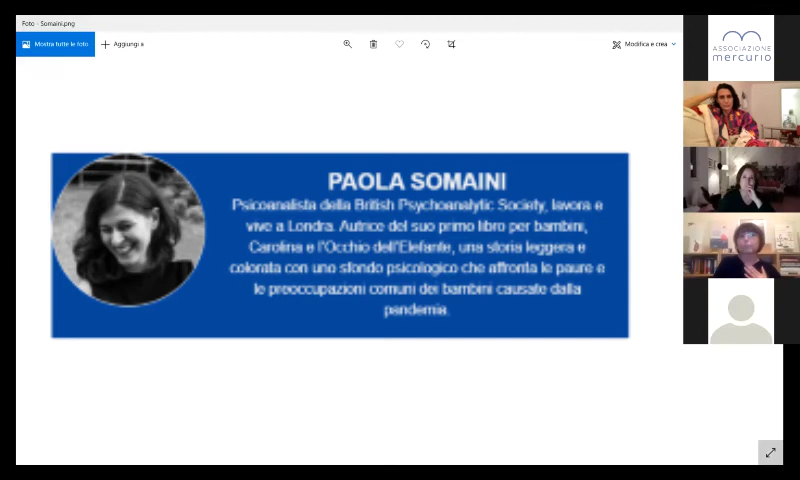 Foto - Somaini.png
Mostra tutte le foto
Aggiungi a
Modifica e crea
ASSOCIAZIONE
mercurio
PAOLA SOMAINI
Psicoanalista della British Psychoanalytic Society, lavora e
vive a Londra. Autrice del suo primo libro per bambini,
Carolina e l'Occhio dell'Elefante, una storia leggera e
colorata con uno sfondo psicologico che affronta le paure e
le preoccupazioni comuni dei bambini causate dalla
pandemia.